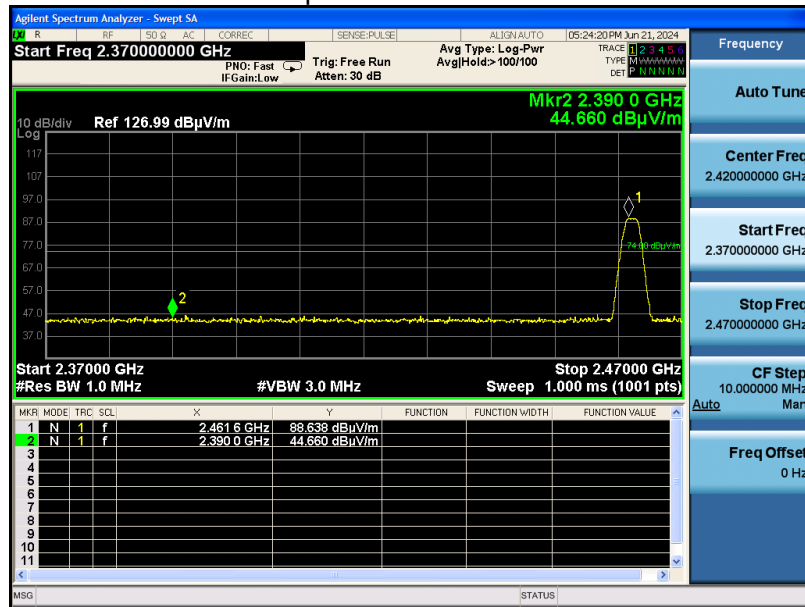 Agilent Spectrum Analyzer - Swept SA
LXI R RF 50 Ω AC CORREC SENSE:PULSE ALIGN AUTO 05:24:20 PM Jun 21, 2024
Start Freq 2.370000000 GHz
PNO: Fast
IFGain:Low
Trig: Free Run
Atten: 30 dB
Avg Type: Log-Pwr
Avg|Hold:>100/100
TRACE 1 2 3 4 5 6
TYPE M W W W W W
DET P N N N N N
Mkr2 2.390 0 GHz
44.660 dBµV/m
10 dB/div Ref 126.99 dBµV/m
Log
117
107
97.0
87.0
77.0
67.0
57.0
47.0
37.0
1
74.00 dBµV/m
2
Start 2.37000 GHz Stop 2.47000 GHz
#Res BW 1.0 MHz #VBW 3.0 MHz Sweep 1.000 ms (1001 pts)
MKR MODE TRC SCL X Y FUNCTION FUNCTION WIDTH FUNCTION VALUE
1 N 1 f 2.461 6 GHz 88.638 dBµV/m
2 N 1 f 2.390 0 GHz 44.660 dBµV/m
3
4
5
6
7
8
9
10
11
MSG STATUS
Frequency
Auto Tune
Center Freq
2.420000000 GHz
Start Freq
2.370000000 GHz
Stop Freq
2.470000000 GHz
CF Step
10.000000 MHz
Auto Man
Freq Offset
0 Hz